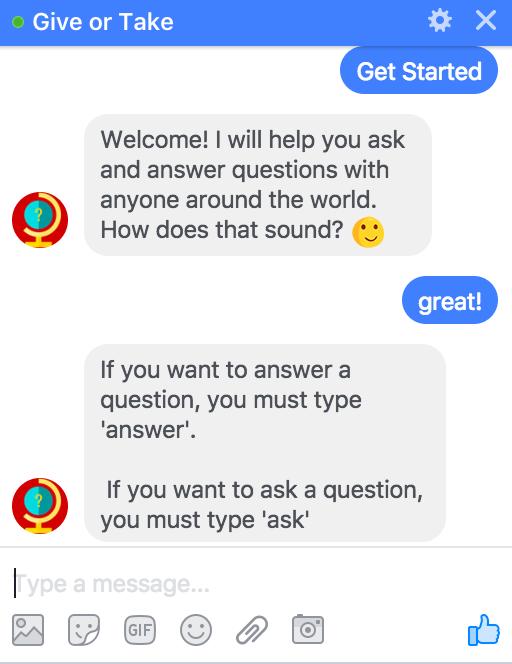 Give or Take
Get Started
Welcome! I will help you ask
and answer questions with
anyone around the world.
How does that sound?
great!
If you want to answer a
question, you must type
'answer'.
If you want to ask a question,
you must type 'ask'
Type a message...
GIF